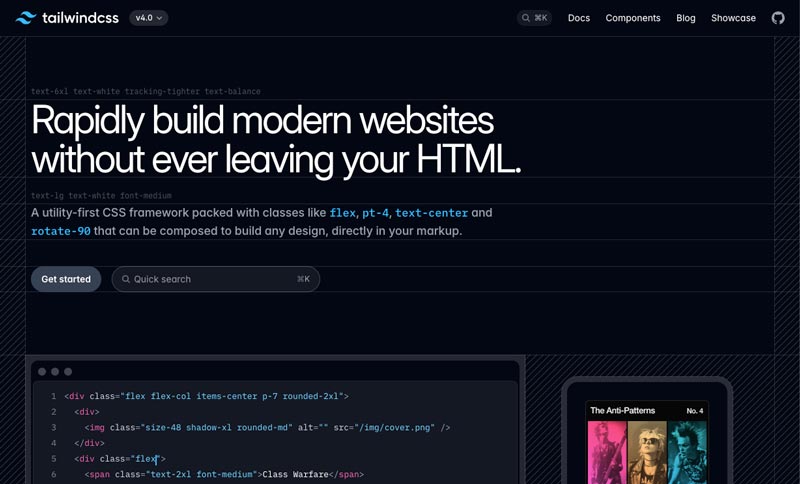 tailwindcss v4.0 ⌘K Docs Components Blog Showcase
text-6xl text-white tracking-tighter text-balance
Rapidly build modern websites
without ever leaving your HTML.
text-lg text-white font-medium
A utility-first CSS framework packed with classes like flex, pt-4, text-center and
rotate-90 that can be composed to build any design, directly in your markup.
Get started Quick search ⌘K
1 <div class="flex flex-col items-center p-7 rounded-2xl">
2 <div>
3 <img class="size-48 shadow-xl rounded-md" alt="" src="/img/cover.png" />
4 </div>
5 <div class="flex">
6 <span class="text-2xl font-medium">Class Warfare</span>
The Anti-Patterns No. 4